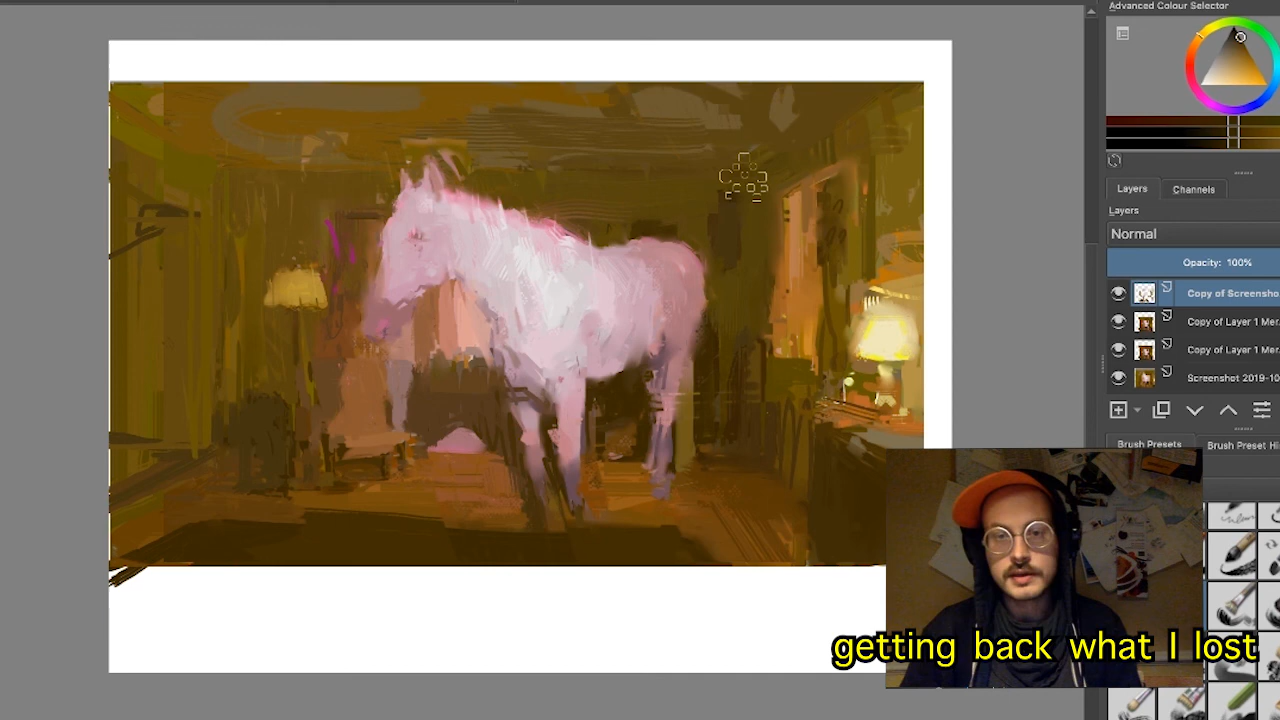 Advanced Colour Selector
Layers
Channels
Layers
Normal
Opacity: 100%
Copy of Screensho
Copy of Layer 1 Mer
Copy of Layer 1 Mer
Screenshot 2019-10
Brush Presets
Brush Preset Hi
getting back what I lost